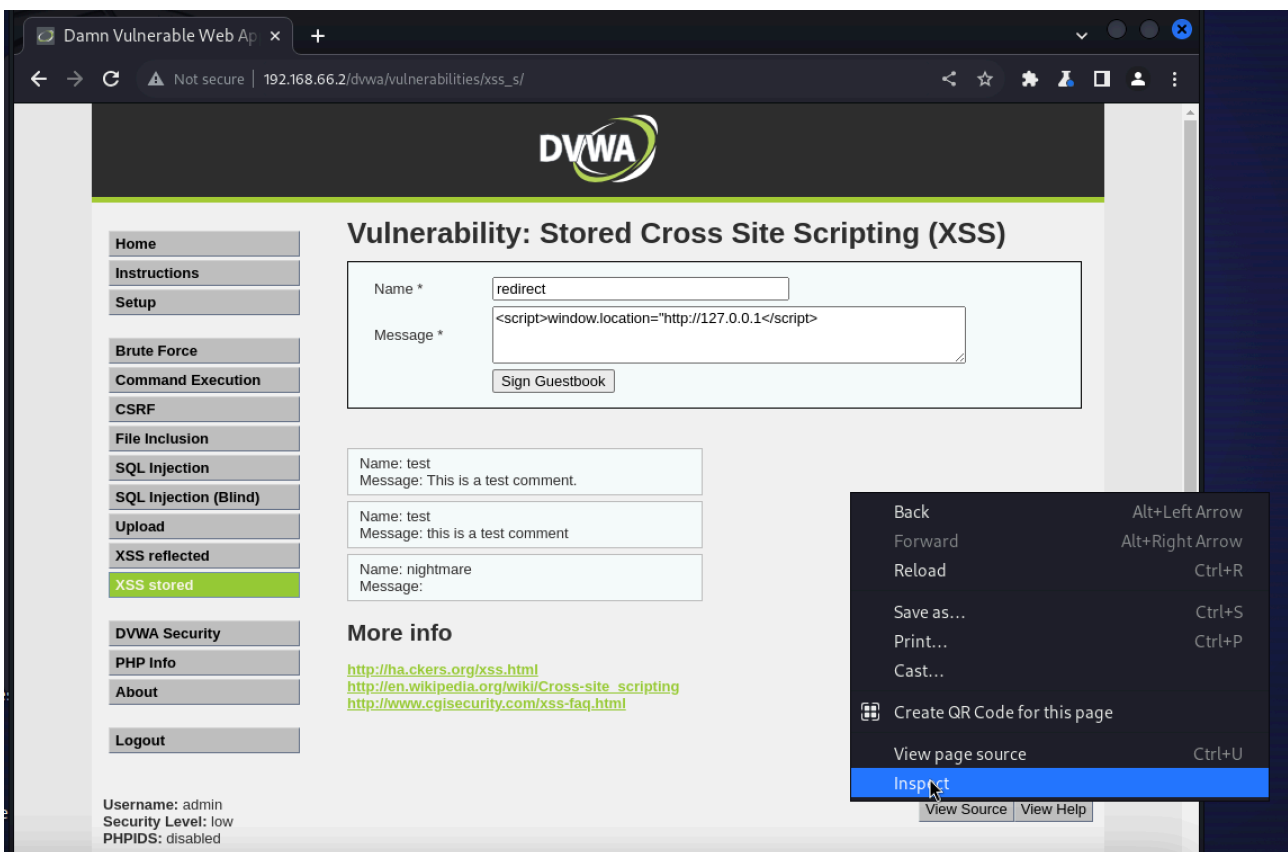 Damn Vulnerable Web Ap
Not secure 192.168.66.2/dvwa/vulnerabilities/xss_s/
DVWA
Home
Instructions
Setup
Brute Force
Command Execution
CSRF
File Inclusion
SQL Injection
SQL Injection (Blind)
Upload
XSS reflected
XSS stored
DVWA Security
PHP Info
About
Logout
Username: admin
Security Level: low
PHPIDS: disabled
Vulnerability: Stored Cross Site Scripting (XSS)
Name * redirect
Message * <script>window.location="http://127.0.0.1</script>
Sign Guestbook
Name: test
Message: This is a test comment.
Name: test
Message: this is a test comment
Name: nightmare
Message:
More info
http://ha.ckers.org/xss.html
http://en.wikipedia.org/wiki/Cross-site_scripting
http://www.cgisecurity.com/xss-faq.html
Back Alt+Left Arrow
Forward Alt+Right Arrow
Reload Ctrl+R
Save as… Ctrl+S
Print… Ctrl+P
Cast…
Create QR Code for this page
View page source Ctrl+U
Inspect
View Source View Help